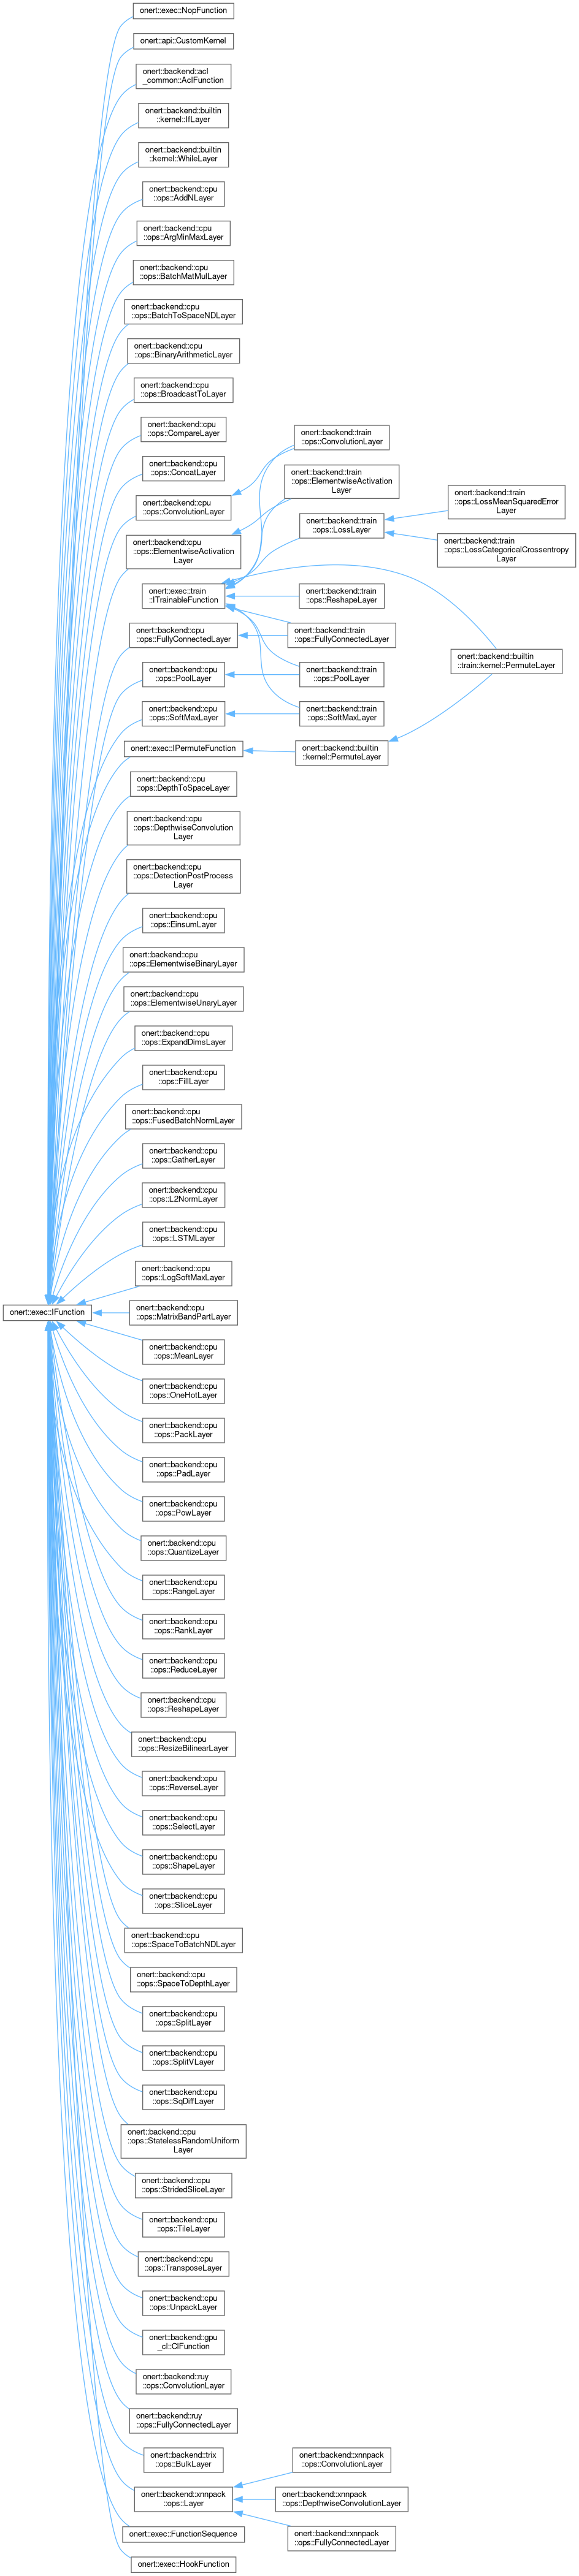 onert::exec::NopFunction
onert::api::CustomKernel
onert::backend::acl
_common::AclFunction
onert::backend::builtin
::kernel::IfLayer
onert::backend::builtin
::kernel::WhileLayer
onert::backend::cpu
::ops::AddNLayer
onert::backend::cpu
::ops::ArgMinMaxLayer
onert::backend::cpu
::ops::BatchMatMulLayer
onert::backend::cpu
::ops::BatchToSpaceNDLayer
onert::backend::cpu
::ops::BinaryArithmeticLayer
onert::backend::cpu
::ops::BroadcastToLayer
onert::backend::cpu
::ops::CompareLayer
onert::backend::cpu
::ops::ConcatLayer
onert::backend::cpu
::ops::ConvolutionLayer
onert::backend::train
::ops::ConvolutionLayer
onert::backend::cpu
::ops::ElementwiseActivation
Layer
onert::backend::train
::ops::ElementwiseActivation
Layer
onert::exec::train
::ITrainableFunction
onert::backend::train
::ops::LossLayer
onert::backend::train
::ops::LossMeanSquaredError
Layer
onert::backend::train
::ops::LossCategoricalCrossentropy
Layer
onert::backend::train
::ops::ReshapeLayer
onert::backend::cpu
::ops::FullyConnectedLayer
onert::backend::train
::ops::FullyConnectedLayer
onert::backend::cpu
::ops::PoolLayer
onert::backend::train
::ops::PoolLayer
onert::backend::builtin
::train::kernel::PermuteLayer
onert::backend::cpu
::ops::SoftMaxLayer
onert::backend::train
::ops::SoftMaxLayer
onert::exec::IPermuteFunction
onert::backend::builtin
::kernel::PermuteLayer
onert::backend::cpu
::ops::DepthToSpaceLayer
onert::backend::cpu
::ops::DepthwiseConvolution
Layer
onert::backend::cpu
::ops::DetectionPostProcess
Layer
onert::backend::cpu
::ops::EinsumLayer
onert::backend::cpu
::ops::ElementwiseBinaryLayer
onert::backend::cpu
::ops::ElementwiseUnaryLayer
onert::backend::cpu
::ops::ExpandDimsLayer
onert::backend::cpu
::ops::FillLayer
onert::backend::cpu
::ops::FusedBatchNormLayer
onert::backend::cpu
::ops::GatherLayer
onert::backend::cpu
::ops::L2NormLayer
onert::backend::cpu
::ops::LSTMLayer
onert::backend::cpu
::ops::LogSoftMaxLayer
onert::exec::IFunction
onert::backend::cpu
::ops::MatrixBandPartLayer
onert::backend::cpu
::ops::MeanLayer
onert::backend::cpu
::ops::OneHotLayer
onert::backend::cpu
::ops::PackLayer
onert::backend::cpu
::ops::PadLayer
onert::backend::cpu
::ops::PowLayer
onert::backend::cpu
::ops::QuantizeLayer
onert::backend::cpu
::ops::RangeLayer
onert::backend::cpu
::ops::RankLayer
onert::backend::cpu
::ops::ReduceLayer
onert::backend::cpu
::ops::ReshapeLayer
onert::backend::cpu
::ops::ResizeBilinearLayer
onert::backend::cpu
::ops::ReverseLayer
onert::backend::cpu
::ops::SelectLayer
onert::backend::cpu
::ops::ShapeLayer
onert::backend::cpu
::ops::SliceLayer
onert::backend::cpu
::ops::SpaceToBatchNDLayer
onert::backend::cpu
::ops::SpaceToDepthLayer
onert::backend::cpu
::ops::SplitLayer
onert::backend::cpu
::ops::SplitVLayer
onert::backend::cpu
::ops::SqDiffLayer
onert::backend::cpu
::ops::StatelessRandomUniform
Layer
onert::backend::cpu
::ops::StridedSliceLayer
onert::backend::cpu
::ops::TileLayer
onert::backend::cpu
::ops::TransposeLayer
onert::backend::cpu
::ops::UnpackLayer
onert::backend::gpu
_cl::ClFunction
onert::backend::ruy
::ops::ConvolutionLayer
onert::backend::ruy
::ops::FullyConnectedLayer
onert::backend::trix
::ops::BulkLayer
onert::backend::xnnpack
::ops::Layer
onert::backend::xnnpack
::ops::ConvolutionLayer
onert::backend::xnnpack
::ops::DepthwiseConvolutionLayer
onert::backend::xnnpack
::ops::FullyConnectedLayer
onert::exec::FunctionSequence
onert::exec::HookFunction